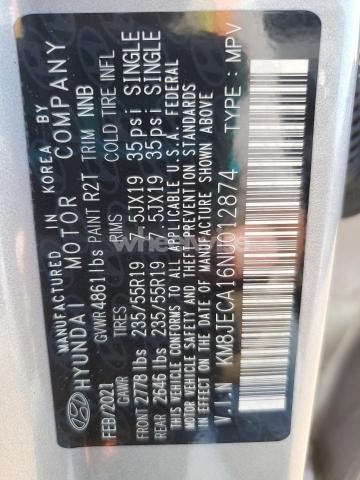 MANUFACTURED IN KOREA BY
HYUNDAI MOTOR COMPANY
FEB/2021 GVWR 4861 lbs PAINT R2T TRIM NNB
GAWR TIRES RIMS COLD TIRE INFL
FRONT 2778 lbs 235/55R19 7.5JX19 35psi SINGLE
REAR 2646 lbs 235/55R19 7.5JX19 35psi SINGLE
THIS VEHICLE CONFORMS TO ALL APPLICABLE U.S.A. FEDERAL
MOTOR VEHICLE SAFETY, BUMPER, AND THEFT PREVENTION STANDARDS
IN EFFECT ON THE DATE OF MANUFACTURE SHOWN ABOVE
V.I.N KM8JECA16NU012874 TYPE: MPV